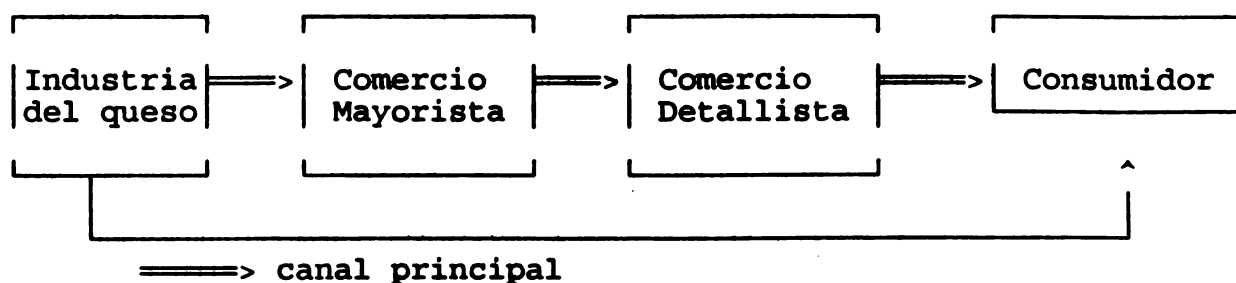 Industria Comercio Comercio Consumidor
del queso Mayorista Detallista
canal principal